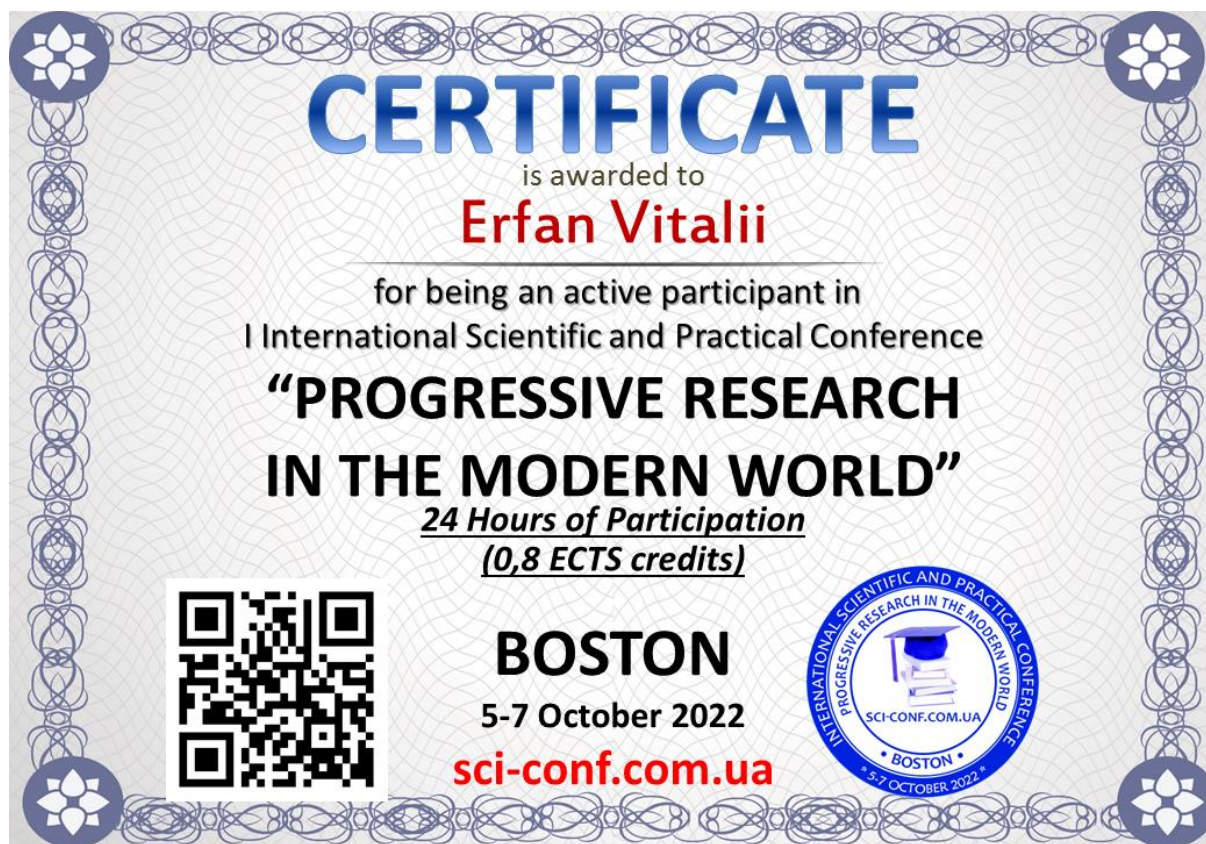 CERTIFICATE
is awarded to
Erfan Vitalii
for being an active participant in
I International Scientific and Practical Conference
“PROGRESSIVE RESEARCH
IN THE MODERN WORLD”
24 Hours of Participation
(0,8 ECTS credits)
BOSTON
5-7 October 2022
sci-conf.com.ua
INTERNATIONAL SCIENTIFIC AND PRACTICAL CONFERENCE
PROGRESSIVE RESEARCH IN THE MODERN WORLD
SCI-CONF.COM.UA
• BOSTON •
* 5-7 OCTOBER 2022 *